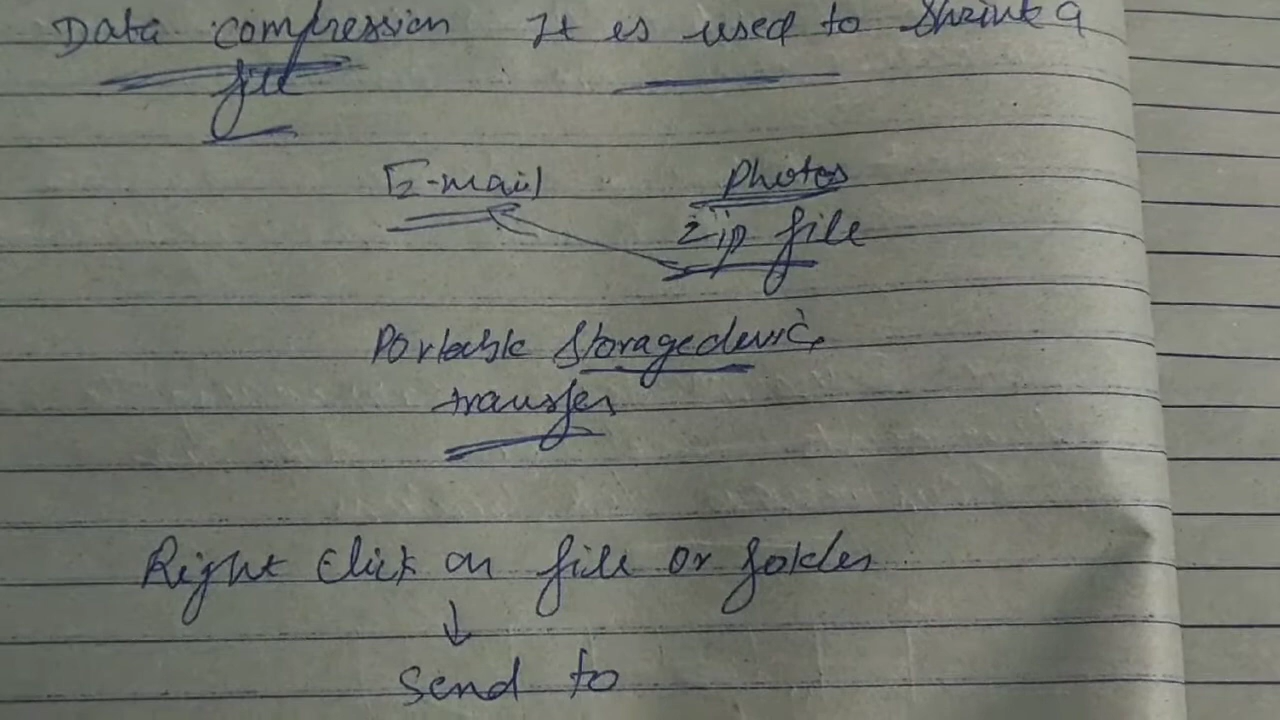 Data compression It is used to Shrink a
file
E-mail Photos
Zip file
Portable Storage device
transfer
Right Click on file or folder
↓
Send to